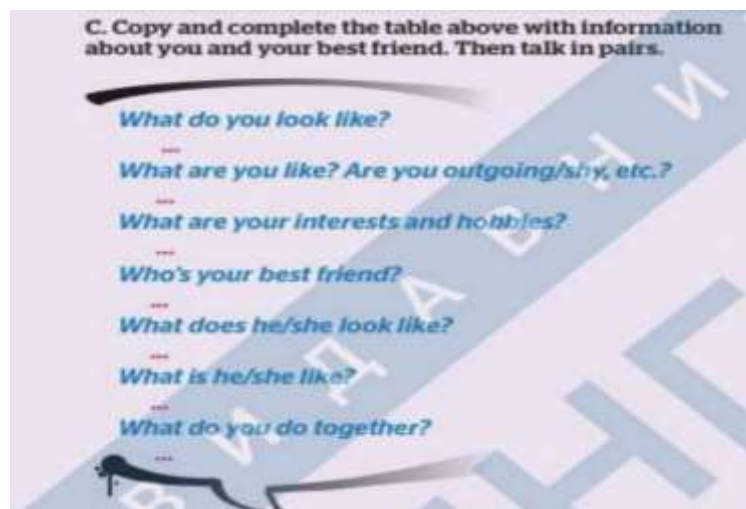 C. Copy and complete the table above with information
about you and your best friend. Then talk in pairs.
What do you look like?
...
What are you like? Are you outgoing/shy, etc.?
...
What are your interests and hobbies?
...
Who's your best friend?
...
What does he/she look like?
...
What is he/she like?
...
What do you do together?
...
ВИДАВНИ
НГ